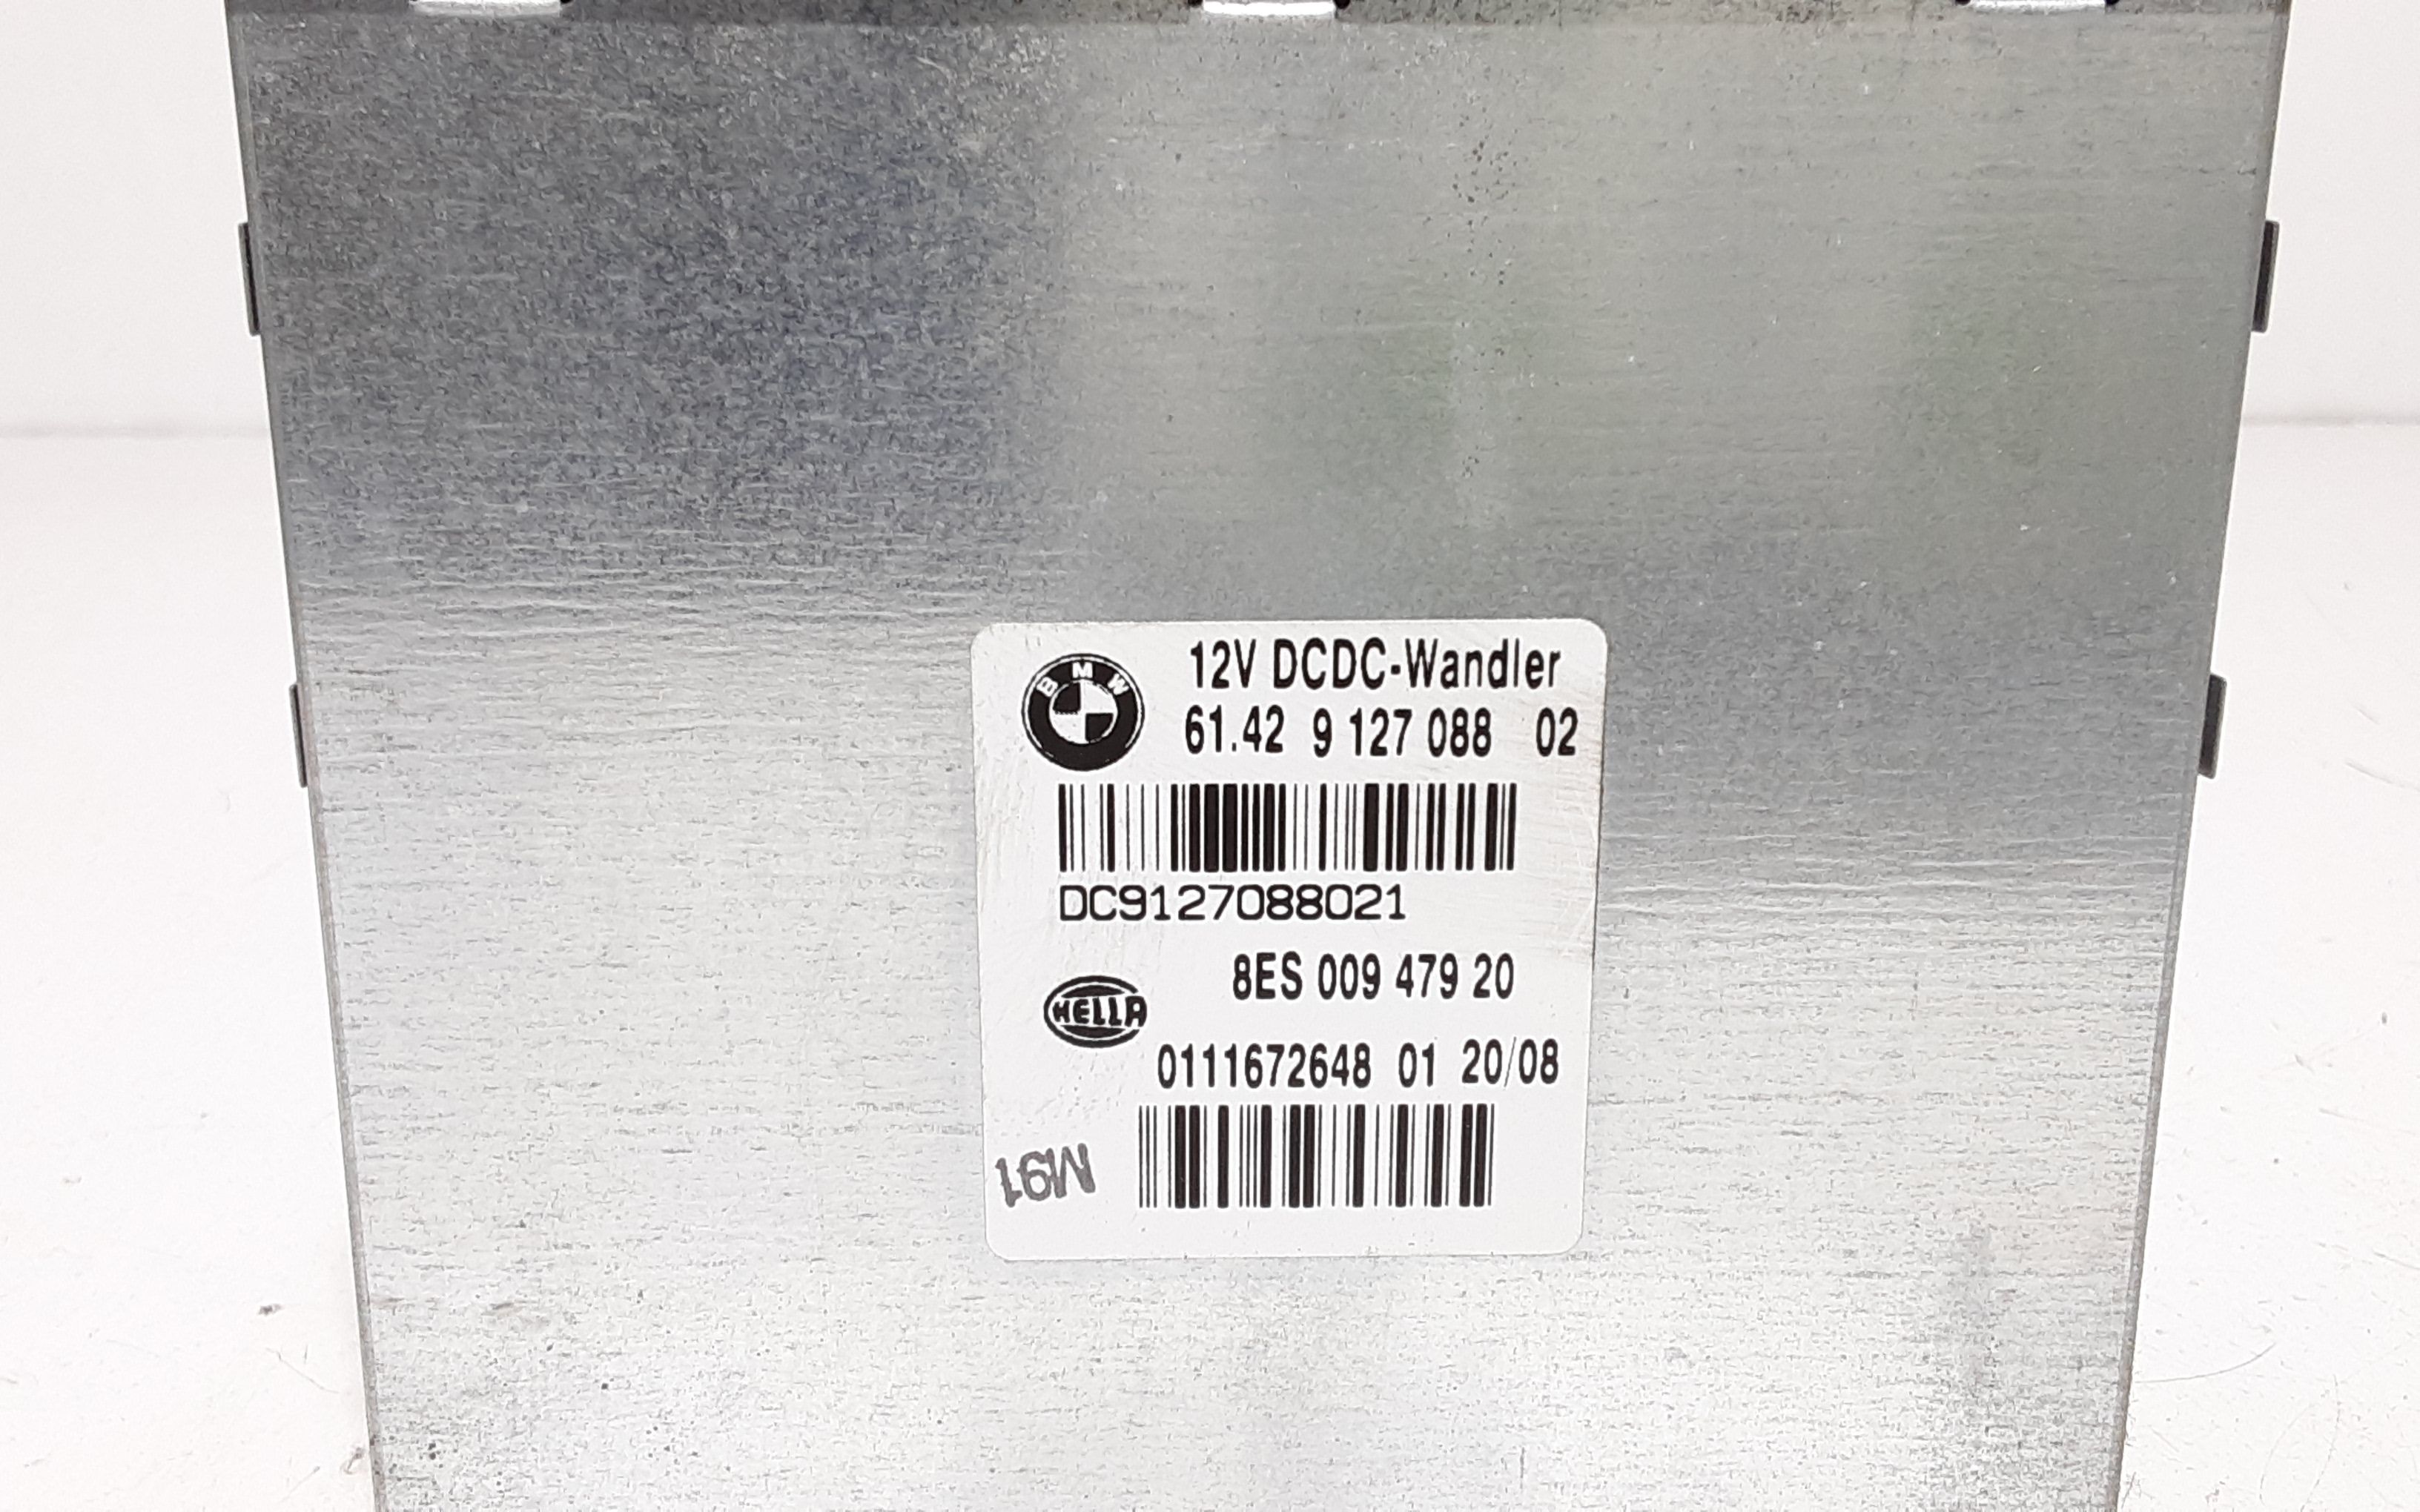 BMW
12V DCDC-Wandler
61.42 9 127 088 02
DC9127088021
8ES 009 479 20
HELLA
0111672648 01 20/08
M91